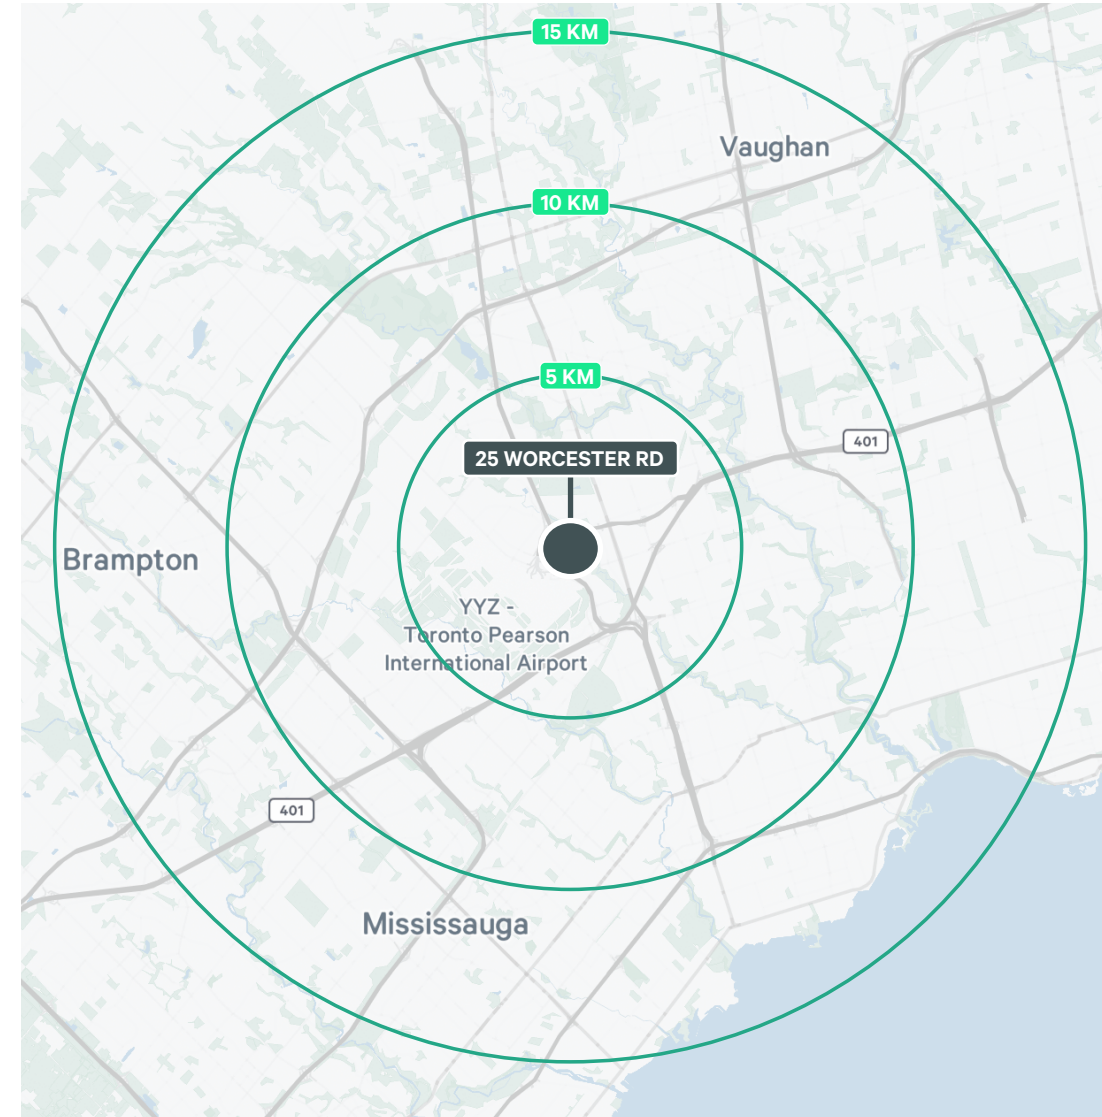 15 KM
Vaughan
10 KM
5 KM
401
25 WORCESTER RD
Brampton
YYZ -
Toronto Pearson
International Airport
401
Mississauga